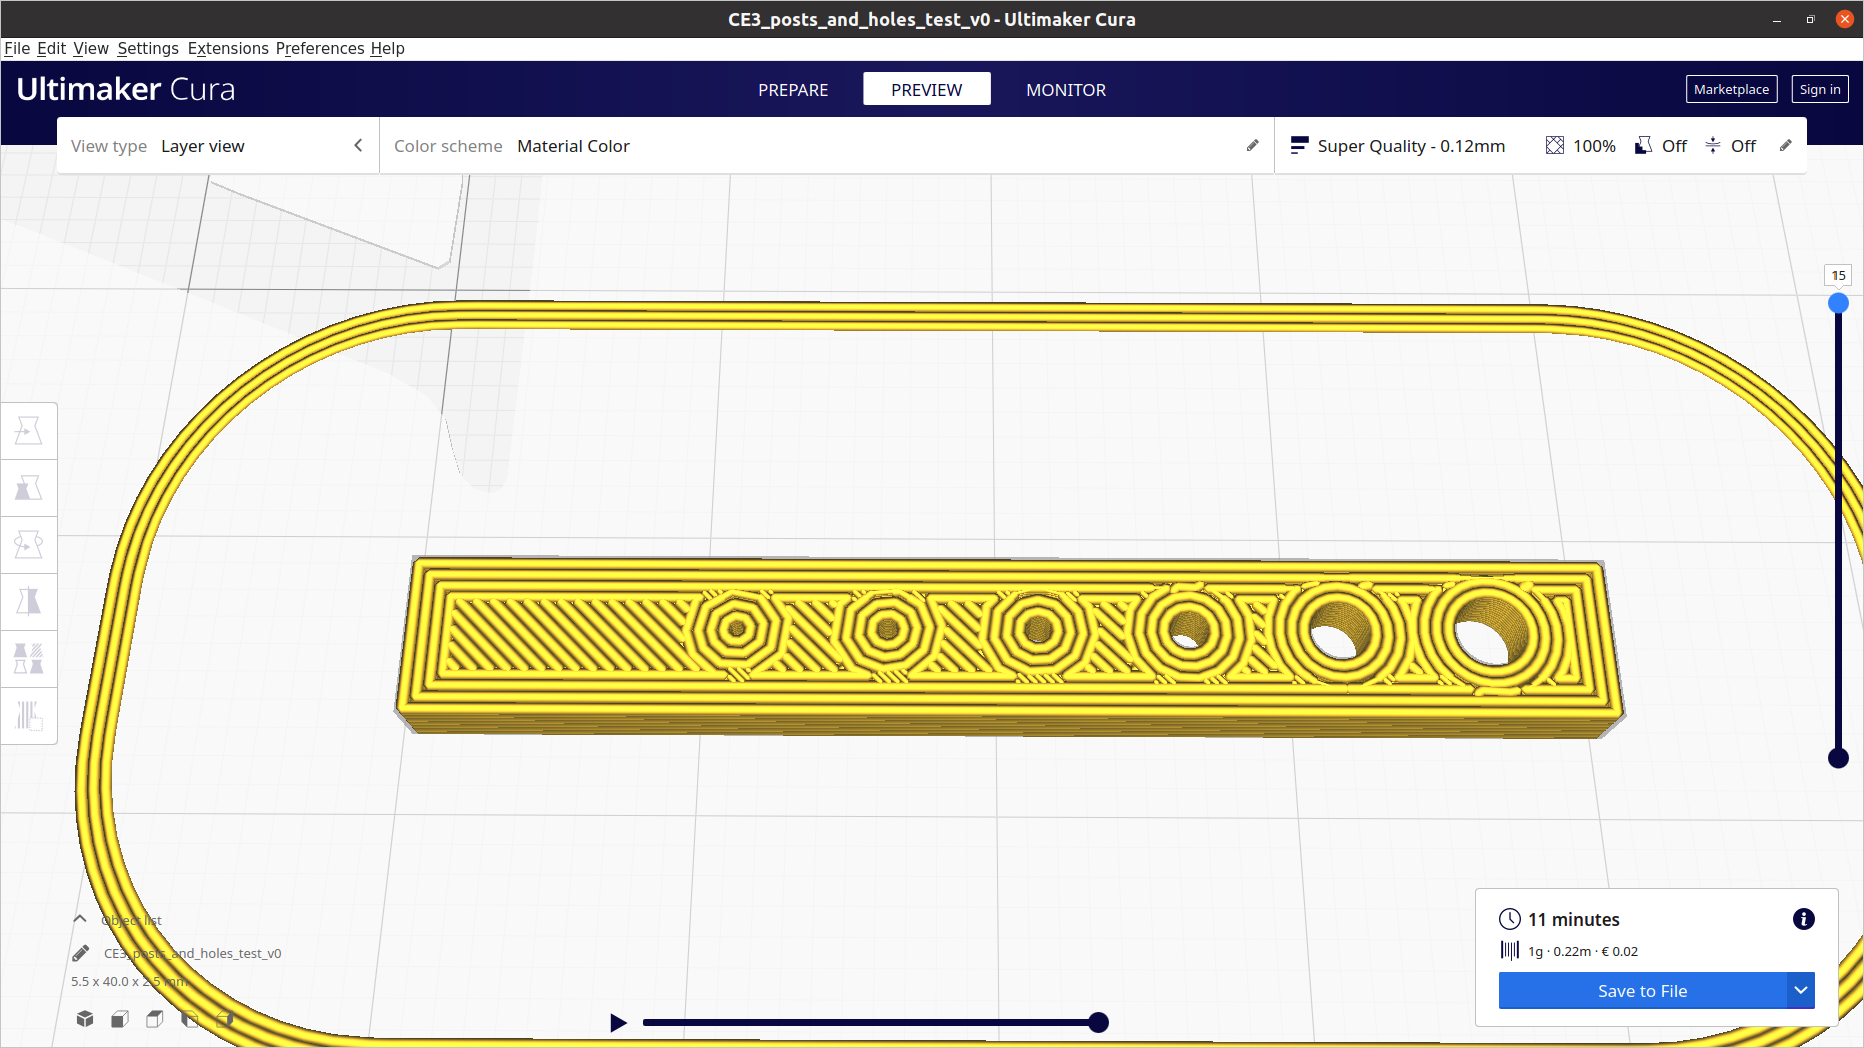 CE3_posts_and_holes_test_v0 - Ultimaker Cura
File Edit View Settings Extensions Preferences Help
Ultimaker Cura
PREPARE
PREVIEW
MONITOR
Marketplace
Sign in
View type Layer view
Color scheme Material Color
Super Quality - 0.12mm
100%
Off
Off
15
Object list
CE3_posts_and_holes_test_v0
5.5 x 40.0 x 2.5 mm
11 minutes
1g · 0.22m · € 0.02
Save to File